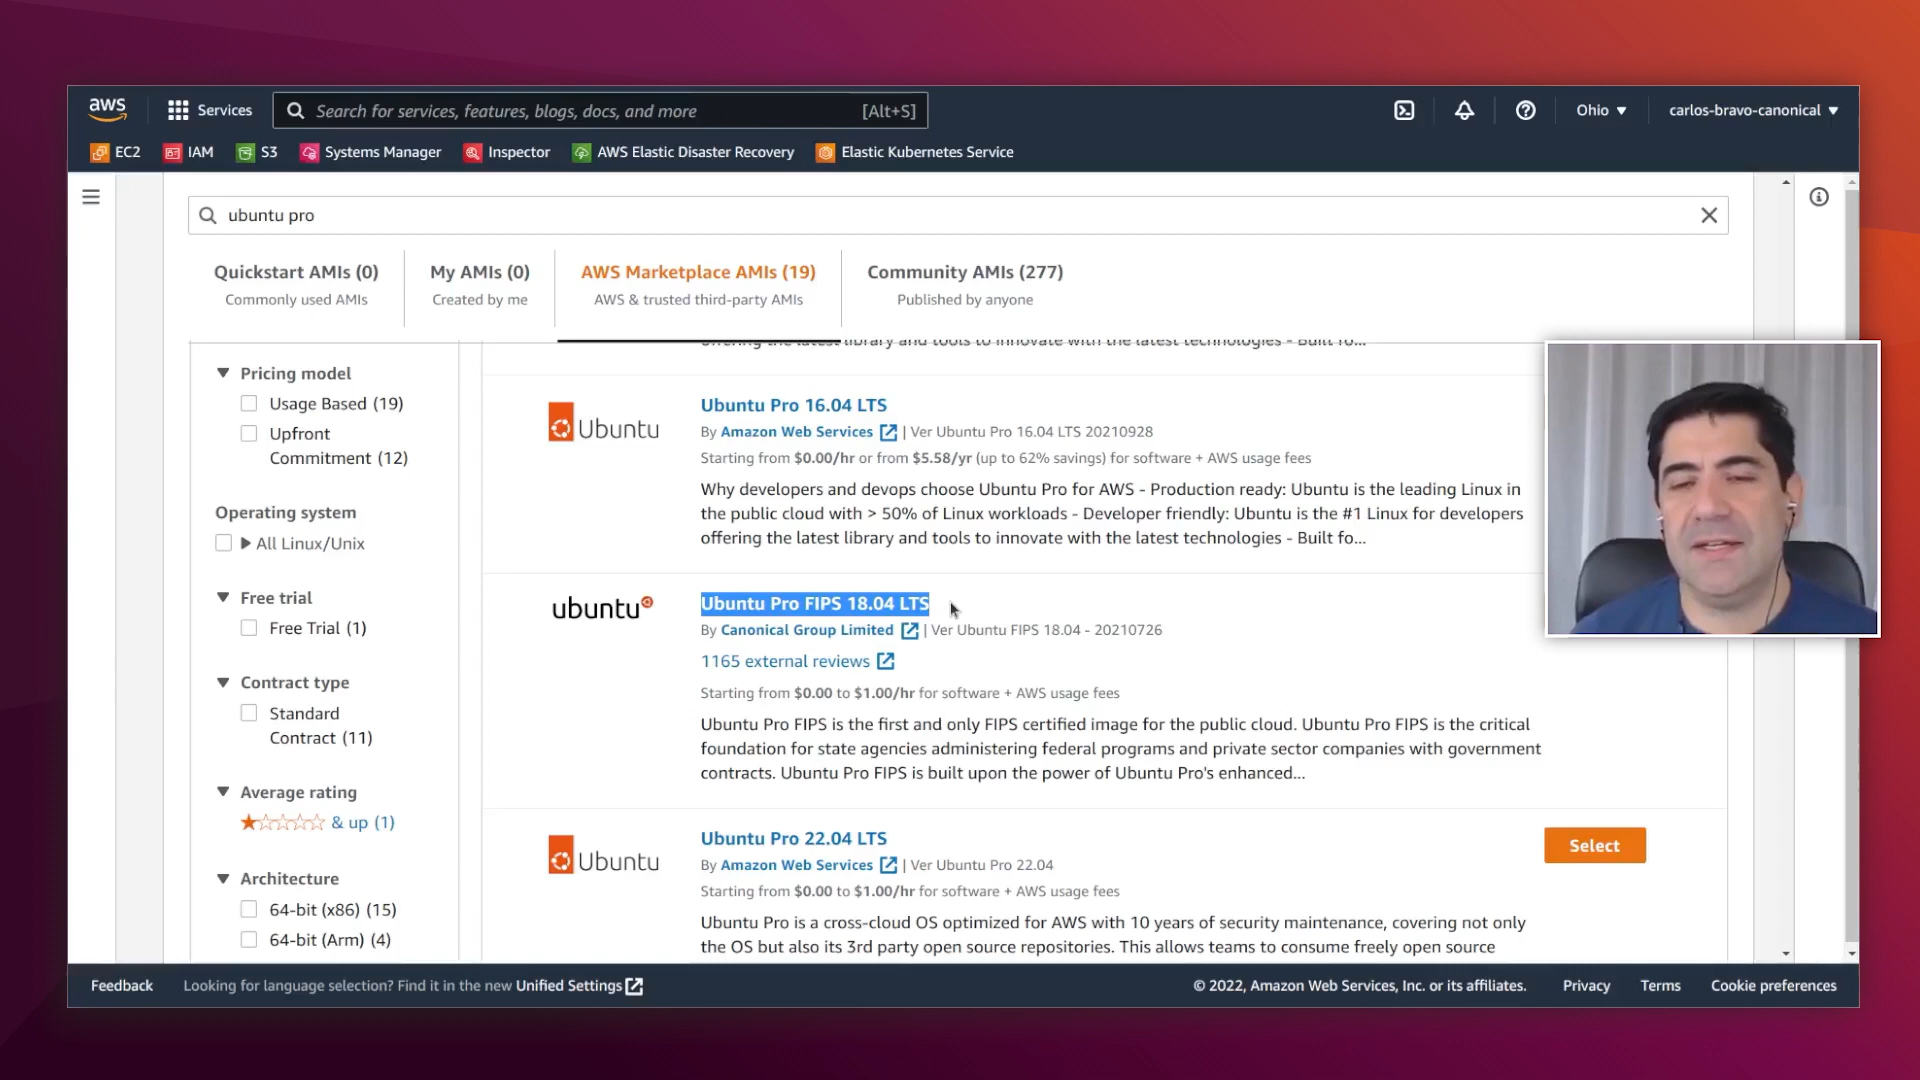 aws
Services
Search for services, features, blogs, docs, and more
[Alt+S]
Ohio
carlos-bravo-canonical
EC2
IAM
S3
Systems Manager
Inspector
AWS Elastic Disaster Recovery
Elastic Kubernetes Service
ubuntu pro
Quickstart AMIs (0)
Commonly used AMIs
My AMIs (0)
Created by me
AWS Marketplace AMIs (19)
AWS & trusted third-party AMIs
Community AMIs (277)
Published by anyone
Pricing model
Usage Based (19)
Upfront
Commitment (12)
Operating system
All Linux/Unix
Free trial
Free Trial (1)
Contract type
Standard
Contract (11)
Average rating
& up (1)
Architecture
64-bit (x86) (15)
64-bit (Arm) (4)
offering the latest library and tools to innovate with the latest technologies - Built fo...
Ubuntu
Ubuntu Pro 16.04 LTS
By Amazon Web Services | Ver Ubuntu Pro 16.04 LTS 20210928
Starting from $0.00/hr or from $5.58/yr (up to 62% savings) for software + AWS usage fees
Why developers and devops choose Ubuntu Pro for AWS - Production ready: Ubuntu is the leading Linux in
the public cloud with > 50% of Linux workloads - Developer friendly: Ubuntu is the #1 Linux for developers
offering the latest library and tools to innovate with the latest technologies - Built fo...
ubuntu
Ubuntu Pro FIPS 18.04 LTS
By Canonical Group Limited | Ver Ubuntu FIPS 18.04 - 20210726
1165 external reviews
Starting from $0.00 to $1.00/hr for software + AWS usage fees
Ubuntu Pro FIPS is the first and only FIPS certified image for the public cloud. Ubuntu Pro FIPS is the critical
foundation for state agencies administering federal programs and private sector companies with government
contracts. Ubuntu Pro FIPS is built upon the power of Ubuntu Pro's enhanced...
Ubuntu
Ubuntu Pro 22.04 LTS
By Amazon Web Services | Ver Ubuntu Pro 22.04
Starting from $0.00 to $1.00/hr for software + AWS usage fees
Ubuntu Pro is a cross-cloud OS optimized for AWS with 10 years of security maintenance, covering not only
the OS but also its 3rd party open source repositories. This allows teams to consume freely open source
Select
Feedback
Looking for language selection? Find it in the new Unified Settings
© 2022, Amazon Web Services, Inc. or its affiliates.
Privacy
Terms
Cookie preferences